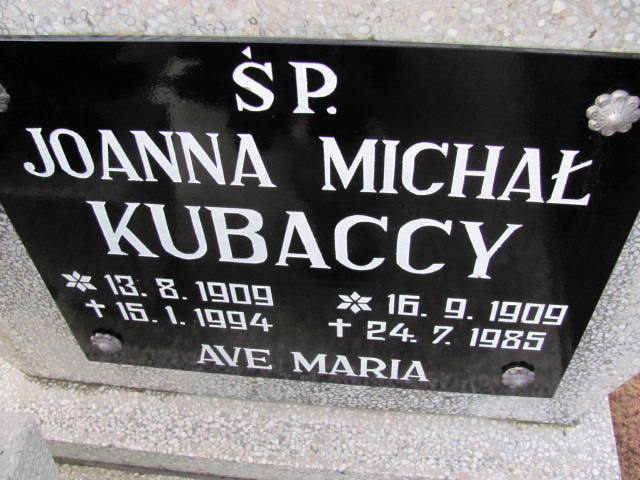 ŚP.
JOANNA MICHAŁ
KUBACCY
* 13. 8. 1909 * 16. 9. 1909
+ 15. 1. 1994 + 24. 7. 1985
AVE MARIA